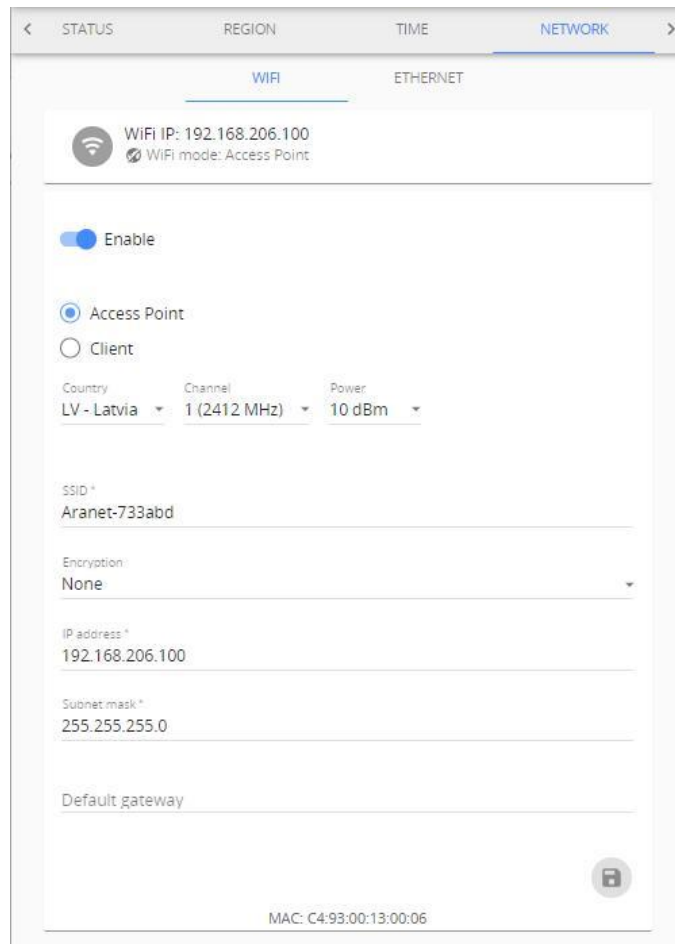 STATUS REGION TIME NETWORK
WIFI ETHERNET
WiFi IP: 192.168.206.100
WiFi mode: Access Point
Enable
Access Point
Client
Country Channel Power
LV - Latvia 1 (2412 MHz) 10 dBm
SSID *
Aranet-733abd
Encryption
None
IP address *
192.168.206.100
Subnet mask *
255.255.255.0
Default gateway
MAC: C4:93:00:13:00:06